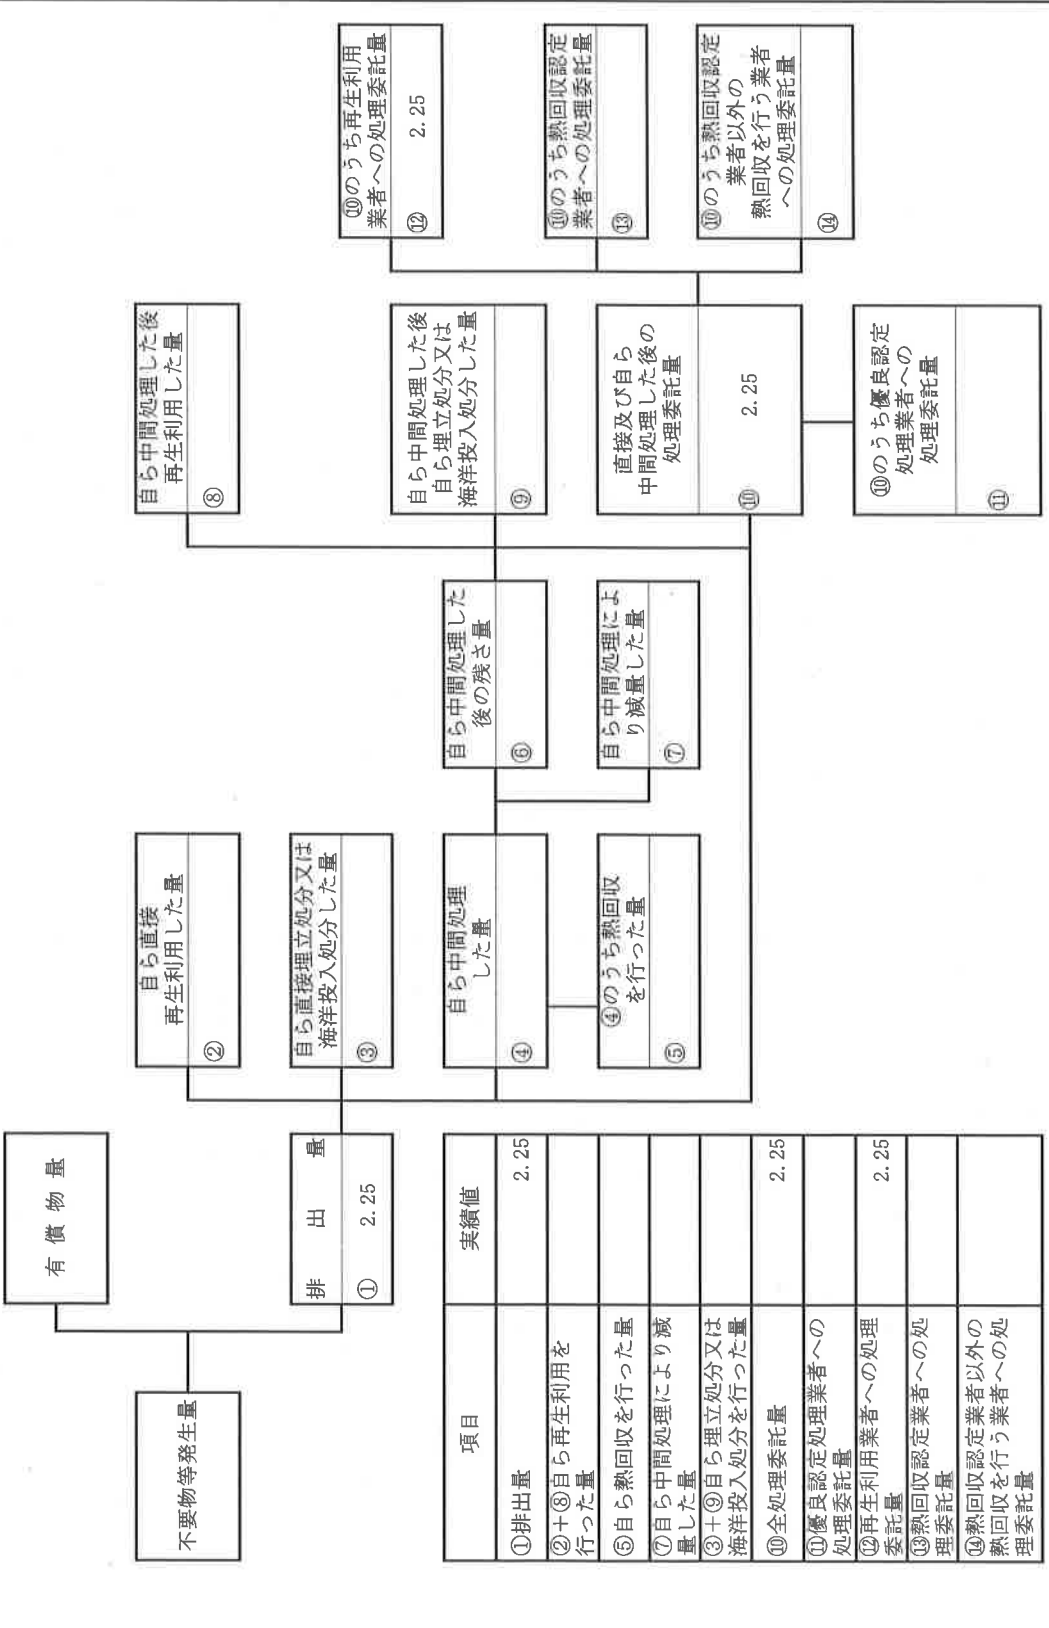 不要物等発生量
有償物量
排出量
① 2.25
自ら直接
再生利用した量
②
自ら直接埋立処分又は
海洋投入処分した量
③
自ら中間処理
した量
④
④のうち熱回収
を行った量
⑤
自ら中間処理した
後の残さ量
⑥
自ら中間処理によ
り減量した量
⑦
自ら中間処理した後
再生利用した量
⑧
自ら中間処理した後
自ら埋立処分又は
海洋投入処分した量
⑨
直接及び自ら
中間処理した後の
処理委託量
⑩ 2.25
⑩のうち優良認定
処理業者への
処理委託量
⑪
⑩のうち再生利用
業者への処理委託量
⑫ 2.25
⑩のうち熱回収認定
業者への処理委託量
⑬
⑩のうち熱回収認定
業者以外の
熱回収を行う業者
への処理委託量
⑭
項目 実績値
①排出量 2.25
②+⑧自ら再生利用を
行った量
⑤自ら熱回収を行った量
⑦自ら中間処理により減
量した量
③+⑨自ら埋立処分又は
海洋投入処分を行った量
⑩全処理委託量 2.25
⑪優良認定処理業者への
処理委託量
⑫再生利用業者への処理
委託量 2.25
⑬熱回収認定業者への処
理委託量
⑭熱回収認定業者以外の
熱回収を行う業者への処
理委託量